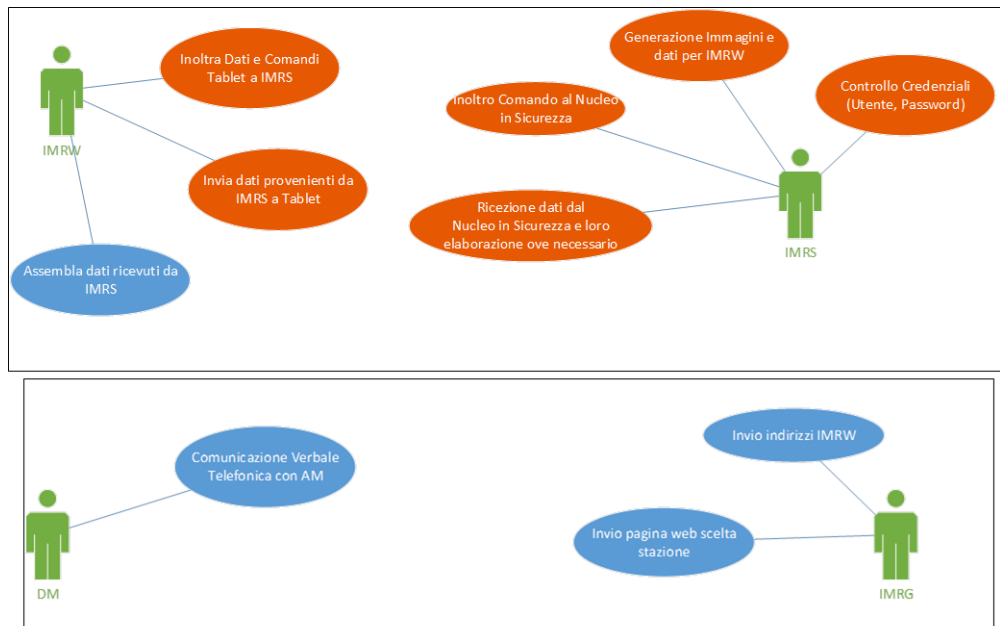 Inoltra Dati e Comandi
Tablet a IMRS
IMRW
Invia dati provenienti da
IMRS a Tablet
Assembla dati ricevuti da
IMRS
Generazione Immagini e
dati per IMRW
Inoltro Comando al Nucleo
in Sicurezza
Controllo Credenziali
(Utente, Password)
Ricezione dati dal
Nucleo in Sicurezza e loro
elaborazione ove necessario
IMRS
Comunicazione Verbale
Telefonica con AM
DM
Invio indirizzi IMRW
Invio pagina web scelta
stazione
IMRG